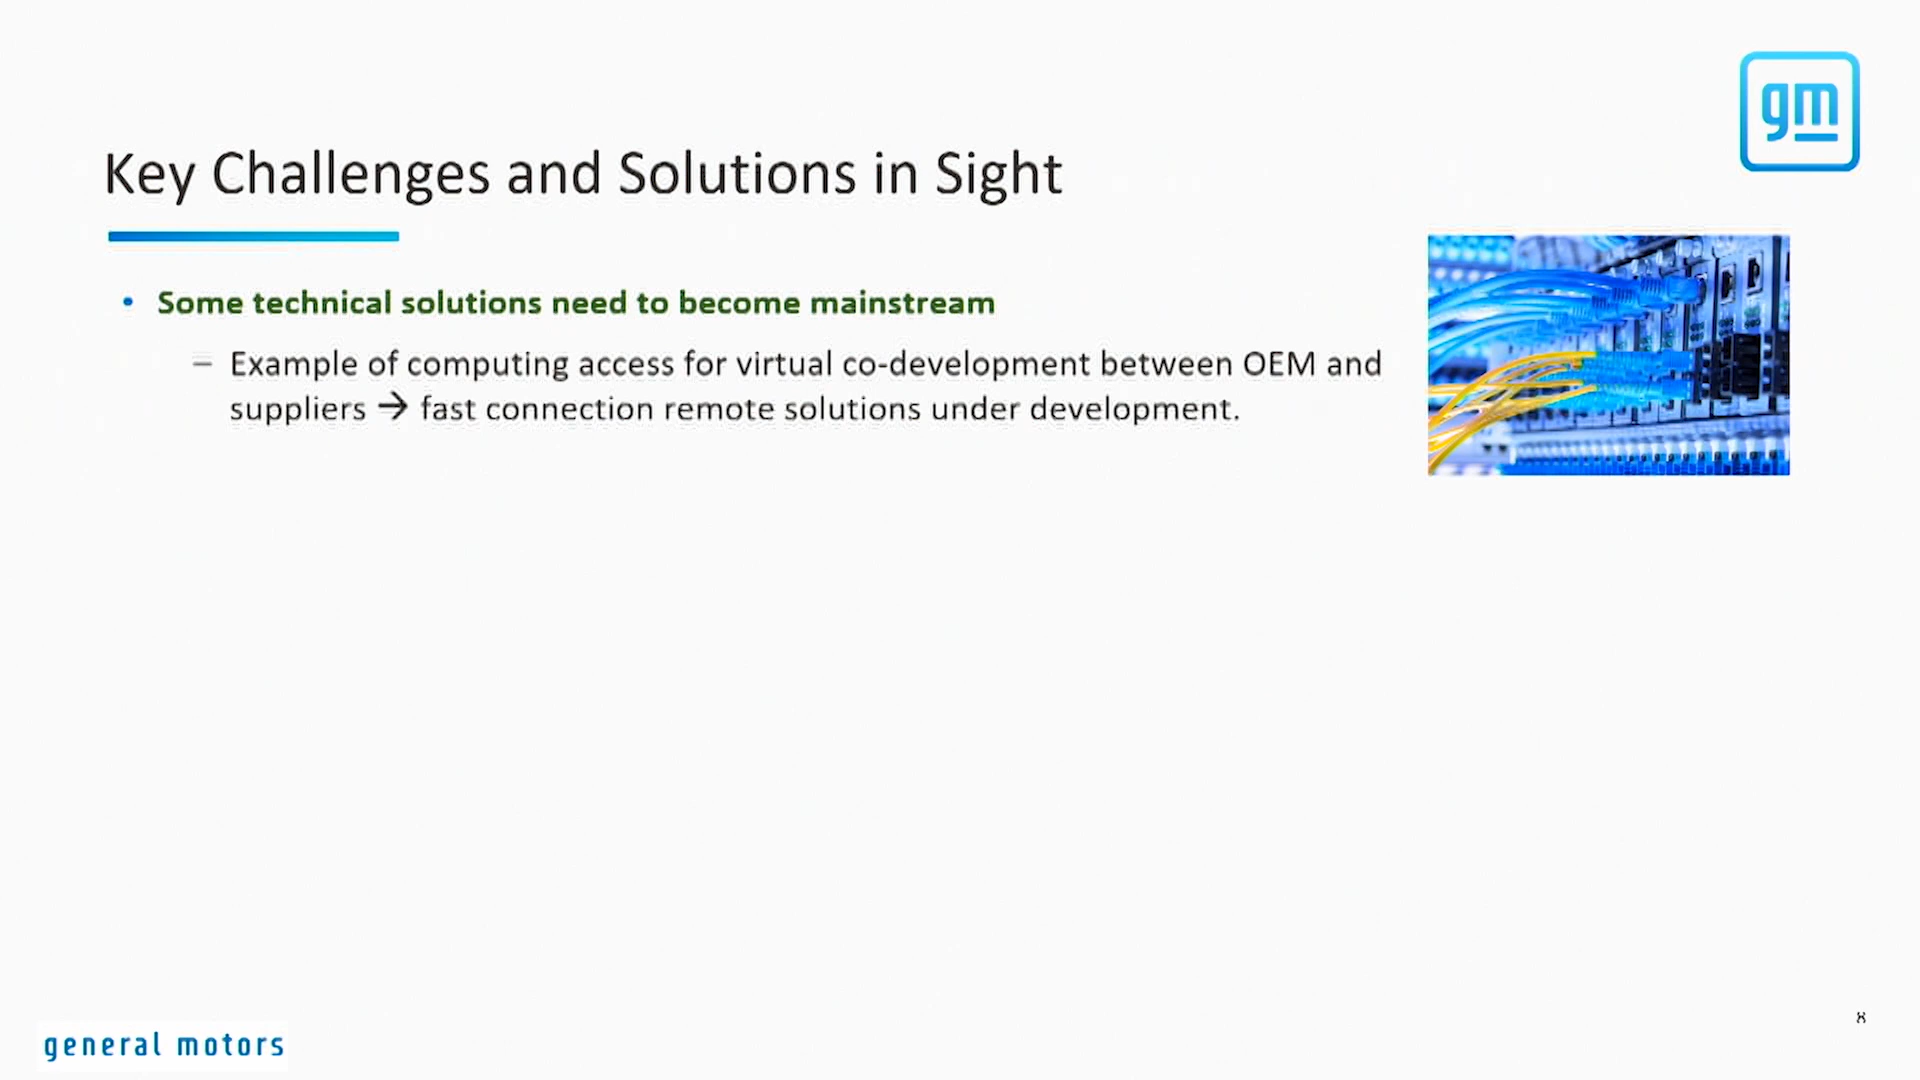 gm
Key Challenges and Solutions in Sight
• Some technical solutions need to become mainstream
– Example of computing access for virtual co-development between OEM and
suppliers → fast connection remote solutions under development.
general motors
8